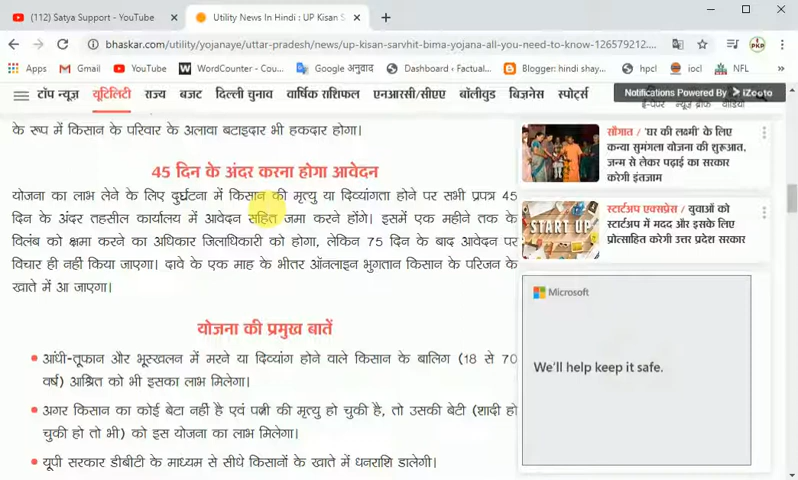 (112) Satya Support - YouTube
Utility News In Hindi : UP Kisan S
bhaskar.com/utility/yojanaye/uttar-pradesh/news/up-kisan-sarvhit-bima-yojana-all-you-need-to-know-126579212....
Apps Gmail YouTube WordCounter - Cou... Google अनुवाद Dashboard ‹ Factual... Blogger: hindi shay... hpcl iocl NFL
टॉप न्यूज़ यूटिलिटी राज्य बजट दिल्ली चुनाव वार्षिक राशिफल एनआरसी/सीएए बॉलीवुड बिज़नेस स्पोर्ट्स
Notifications Powered By iZooto
ई-पेपर न्यूज़ ब्रीफ वीडियो
के रूप में किसान के परिवार के अलावा बटाइदार भी हकदार होगा।
45 दिन के अंदर करना होगा आवेदन
योजना का लाभ लेने के लिए दुर्घटना में किसान की मृत्यु या दिव्यांगता होने पर सभी प्रपत्र 45
दिन के अंदर तहसील कार्यालय में आवेदन सहित जमा करने होंगे। इसमें एक महीने तक के
विलंब को क्षमा करने का अधिकार जिलाधिकारी को होगा, लेकिन 75 दिन के बाद आवेदन पर
विचार ही नहीं किया जाएगा। दावे के एक माह के भीतर ऑनलाइन भुगतान किसान के परिजन के
खाते में आ जाएगा।
योजना की प्रमुख बातें
आंधी-तूफान और भूस्खलन में मरने या दिव्यांग होने वाले किसान के बालिग (18 से 70
वर्ष) आश्रित को भी इसका लाभ मिलेगा।
अगर किसान का कोई बेटा नहीं है एवं पत्नी की मृत्यु हो चुकी है, तो उसकी बेटी (शादी हो
चुकी हो तो भी) को इस योजना का लाभ मिलेगा।
यूपी सरकार डीबीटी के माध्यम से सीधे किसानों के खाते में धनराशि डालेगी।
सौगात / 'घर की लक्ष्मी' के लिए
कन्या सुमंगला योजना की शुरूआत,
जन्म से लेकर पढ़ाई का सरकार
करेगी इंतजाम
स्टार्टअप एक्सप्रेस / युवाओं को
स्टार्टअप में मदद और इसके लिए
प्रोत्साहित करेगी उत्तर प्रदेश सरकार
START UP
Microsoft
We'll help keep it safe.